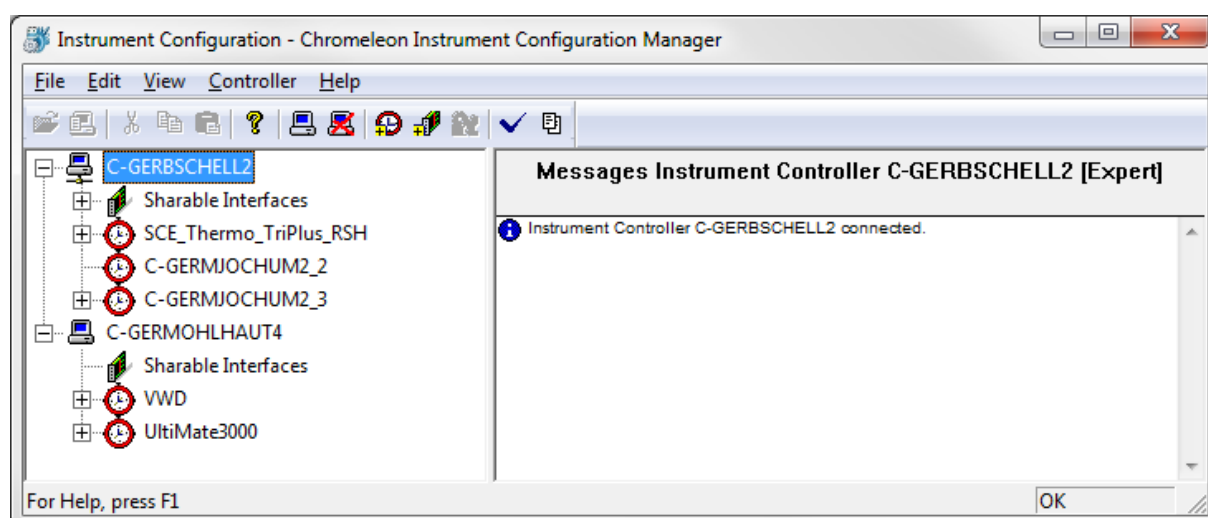 Instrument Configuration - Chromeleon Instrument Configuration Manager
File Edit View Controller Help
C-GERBSCHELL2
Sharable Interfaces
SCE_Thermo_TriPlus_RSH
C-GERMJOCHUM2_2
C-GERMJOCHUM2_3
C-GERMOHLHAUT4
Sharable Interfaces
VWD
UltiMate3000
Messages Instrument Controller C-GERBSCHELL2 [Expert]
Instrument Controller C-GERBSCHELL2 connected.
For Help, press F1
OK